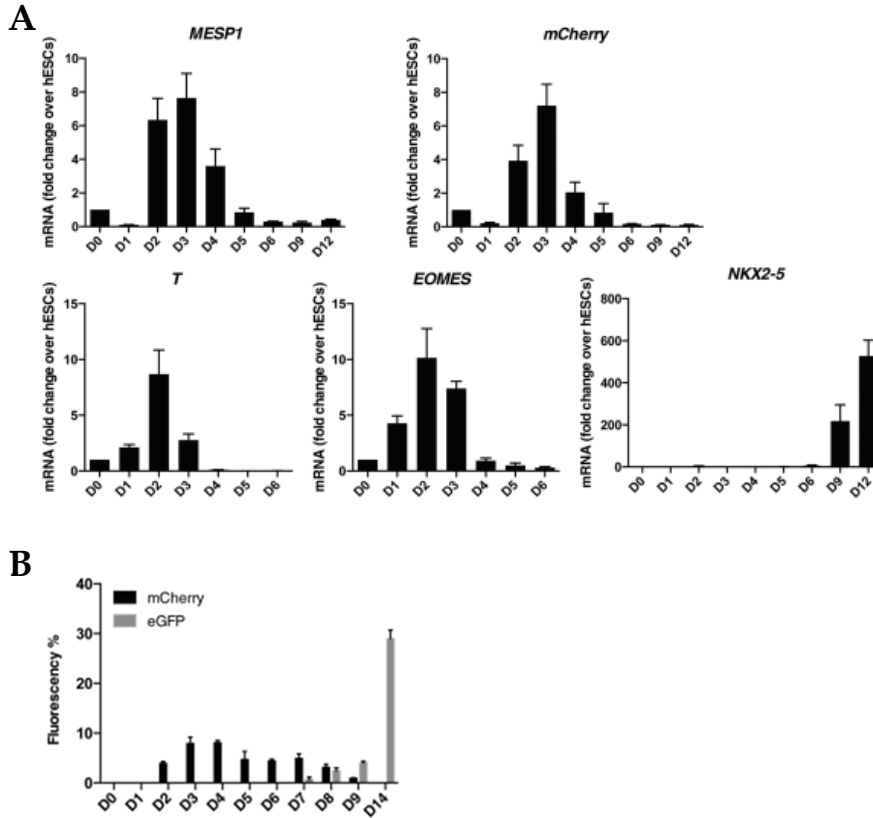 A
MESP1
mRNA (fold change over hESCs)
10
8
6
4
2
0
D0 D1 D2 D3 D4 D5 D6 D9 D12
mCherry
mRNA (fold change over hESCs)
10
8
6
4
2
0
D0 D1 D2 D3 D4 D5 D6 D9 D12
T
mRNA (fold change over hESCs)
15
10
5
0
D0 D1 D2 D3 D4 D5 D6
EOMES
mRNA (fold change over hESCs)
15
10
5
0
D0 D1 D2 D3 D4 D5 D6
NKX2-5
mRNA (fold change over hESCs)
800
600
400
200
0
D0 D1 D2 D3 D4 D5 D6 D9 D12
B
mCherry
eGFP
Fluorescency %
40
30
20
10
0
D0 D1 D2 D3 D4 D5 D6 D7 D8 D9 D14